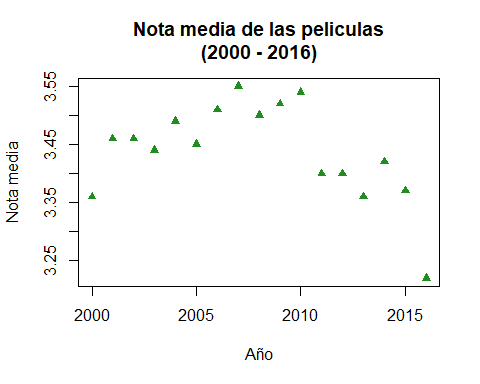 Nota media de las peliculas
(2000 - 2016)
Nota media
3.55
3.45
3.35
3.25
2000 2005 2010 2015
Año